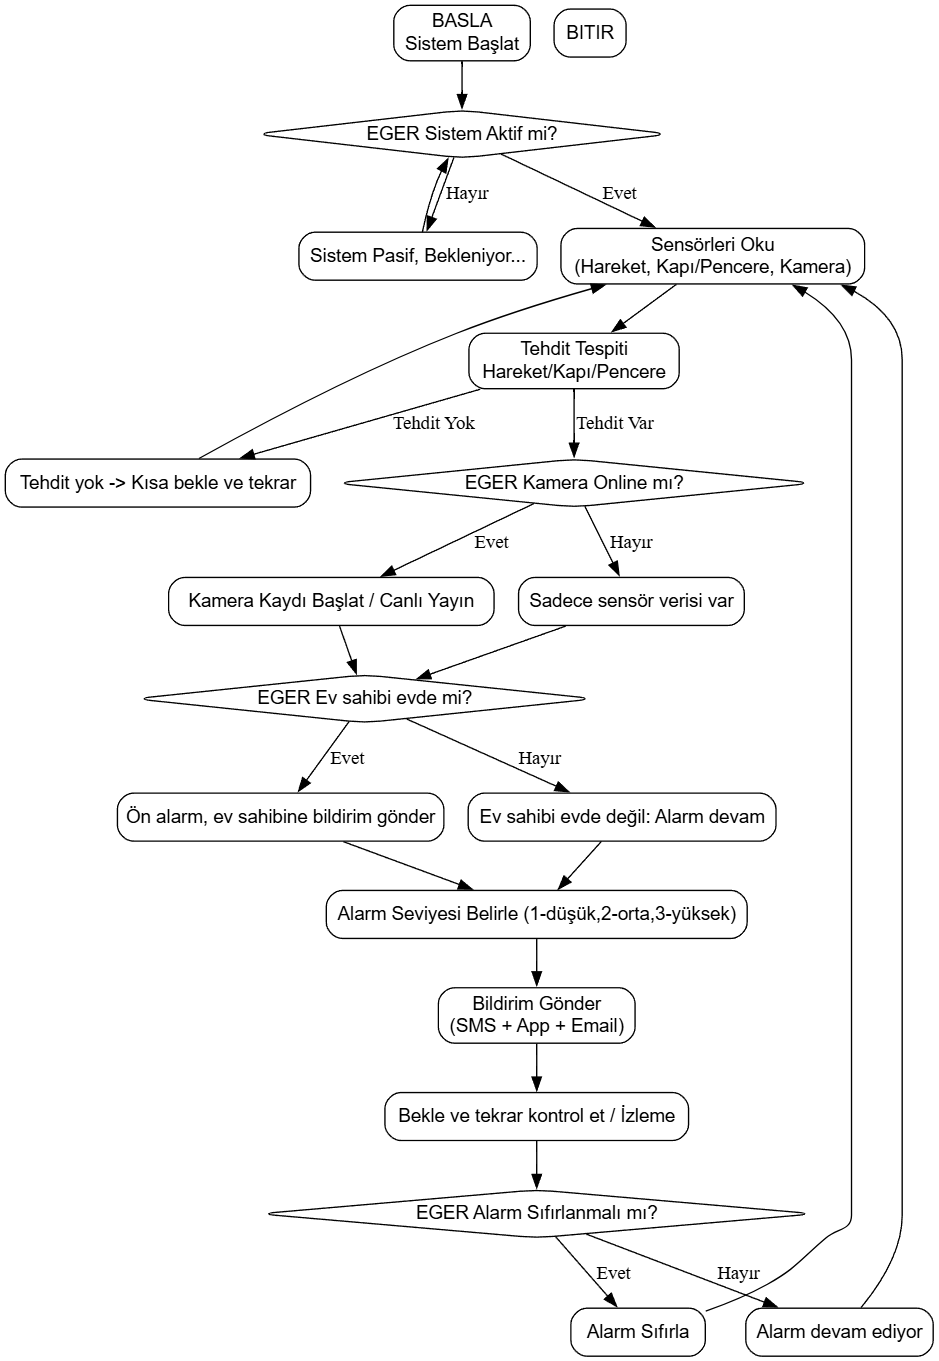 BASLA
Sistem Başlat
BITIR
EGER Sistem Aktif mi?
Hayır
Evet
Sistem Pasif, Bekleniyor...
Sensörleri Oku
(Hareket, Kapı/Pencere, Kamera)
Tehdit Tespiti
Hareket/Kapı/Pencere
Tehdit Yok
Tehdit Var
Tehdit yok -> Kısa bekle ve tekrar
EGER Kamera Online mı?
Evet
Hayır
Kamera Kaydı Başlat / Canlı Yayın
Sadece sensör verisi var
EGER Ev sahibi evde mi?
Evet
Hayır
Ön alarm, ev sahibine bildirim gönder
Ev sahibi evde değil: Alarm devam
Alarm Seviyesi Belirle (1-düşük,2-orta,3-yüksek)
Bildirim Gönder
(SMS + App + Email)
Bekle ve tekrar kontrol et / İzleme
EGER Alarm Sıfırlanmalı mı?
Evet
Hayır
Alarm Sıfırla
Alarm devam ediyor